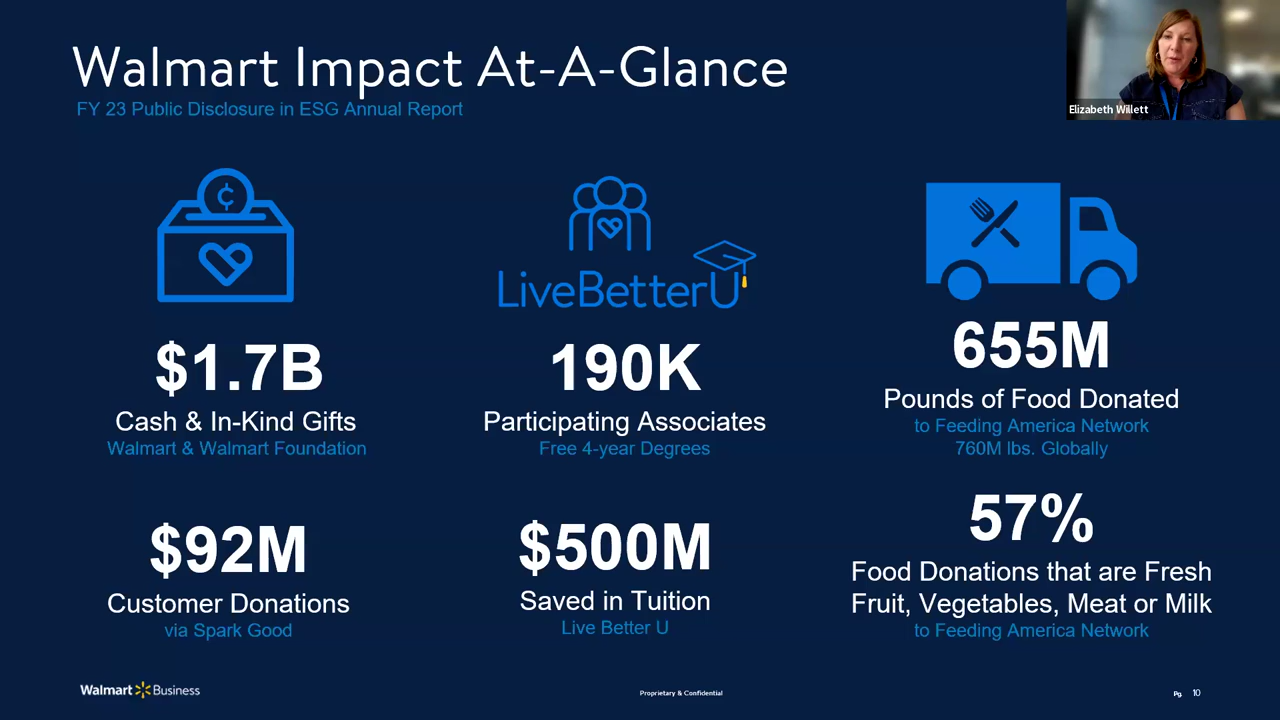 Walmart Impact At-A-Glance
FY 23 Public Disclosure in ESG Annual Report
Elizabeth Willett
¢
$1.7B
Cash & In-Kind Gifts
Walmart & Walmart Foundation
$92M
Customer Donations
via Spark Good
LiveBetterU
190K
Participating Associates
Free 4-year Degrees
$500M
Saved in Tuition
Live Better U
655M
Pounds of Food Donated
to Feeding America Network
760M lbs. Globally
57%
Food Donations that are Fresh
Fruit, Vegetables, Meat or Milk
to Feeding America Network
Walmart Business
Proprietary & Confidential
Pg. 10